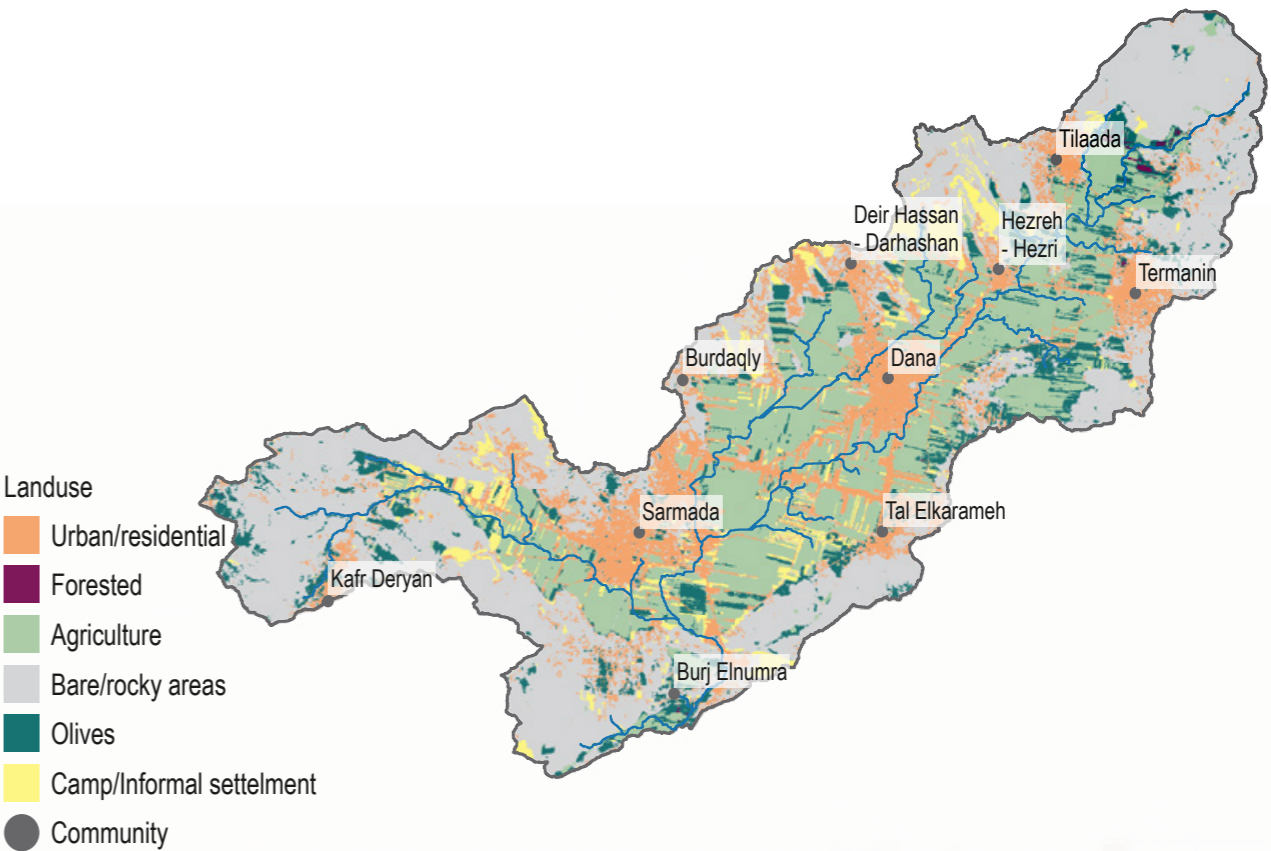 Tilaada
Deir Hassan
- Darhashan
Hezreh
- Hezri
Termanin
Burdaqly
Dana
Sarmada
Tal Elkarameh
Kafr Deryan
Burj Elnumra
Landuse
Urban/residential
Forested
Agriculture
Bare/rocky areas
Olives
Camp/Informal settelment
Community